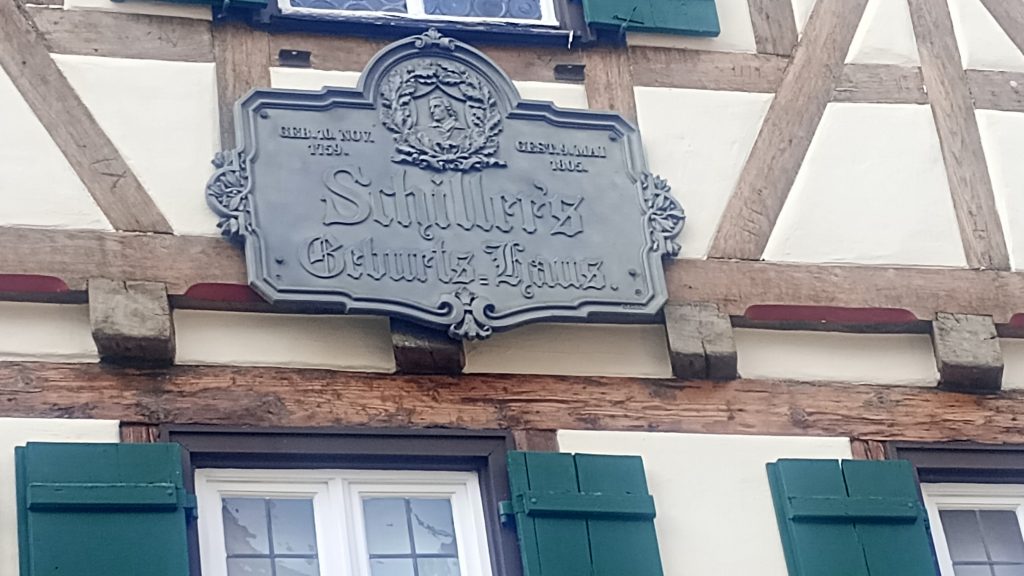 GEB. 10. NOV.
1759.
GEST. 9. MAI
1805.
Schiller's
Geburts=Haus.